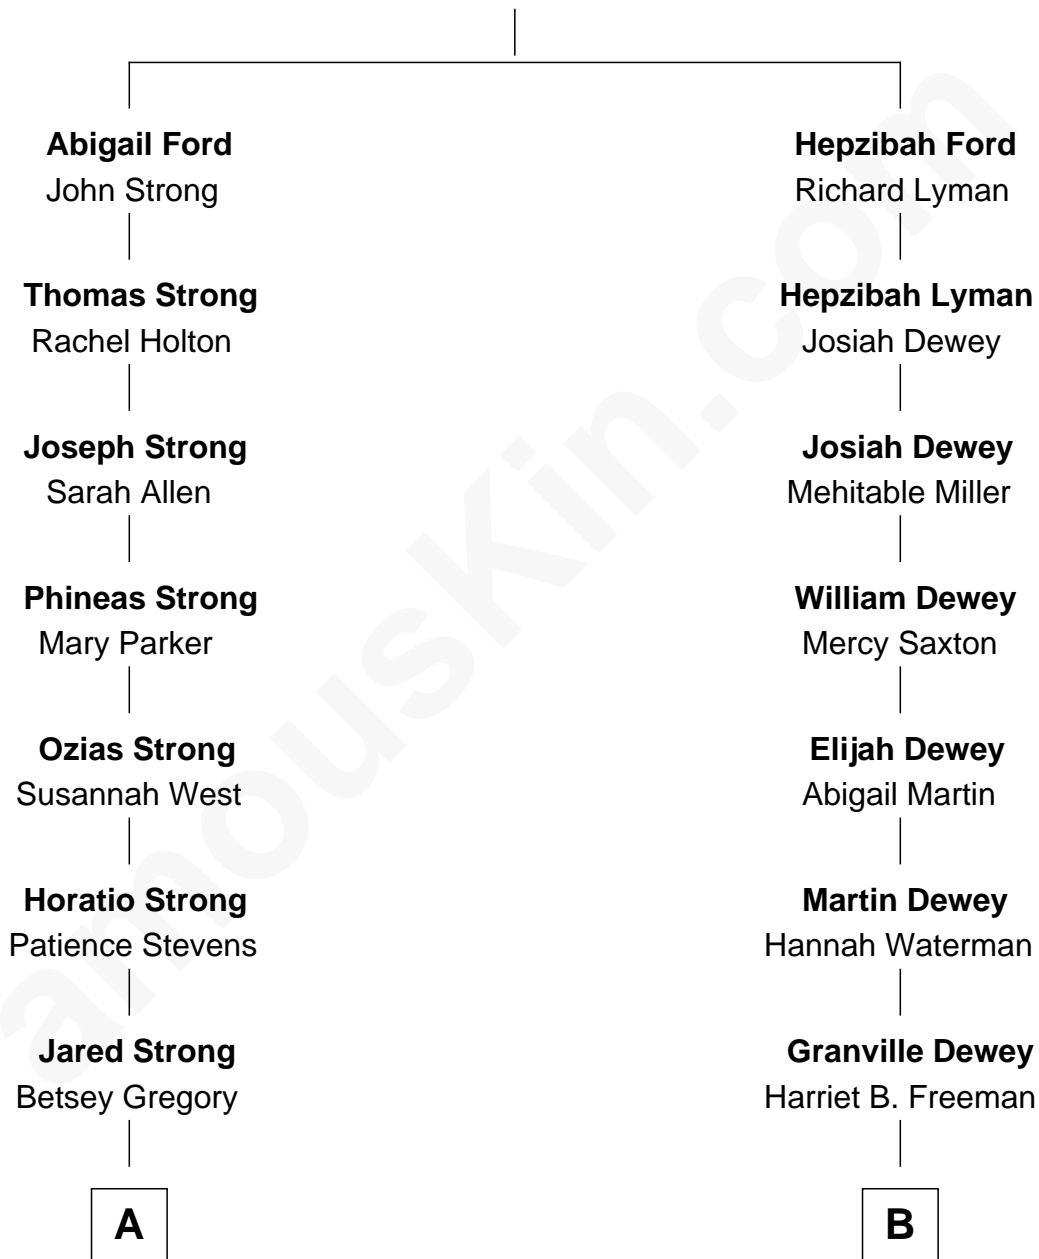 Abigail Ford
John Strong
Hepzibah Ford
Richard Lyman
Thomas Strong
Rachel Holton
Hepzibah Lyman
Josiah Dewey
Joseph Strong
Sarah Allen
Josiah Dewey
Mehitable Miller
Phineas Strong
Mary Parker
William Dewey
Mercy Saxton
Ozias Strong
Susannah West
Elijah Dewey
Abigail Martin
Horatio Strong
Patience Stevens
Martin Dewey
Hannah Waterman
Jared Strong
Betsey Gregory
Granville Dewey
Harriet B. Freeman
A
B
amousKin.com